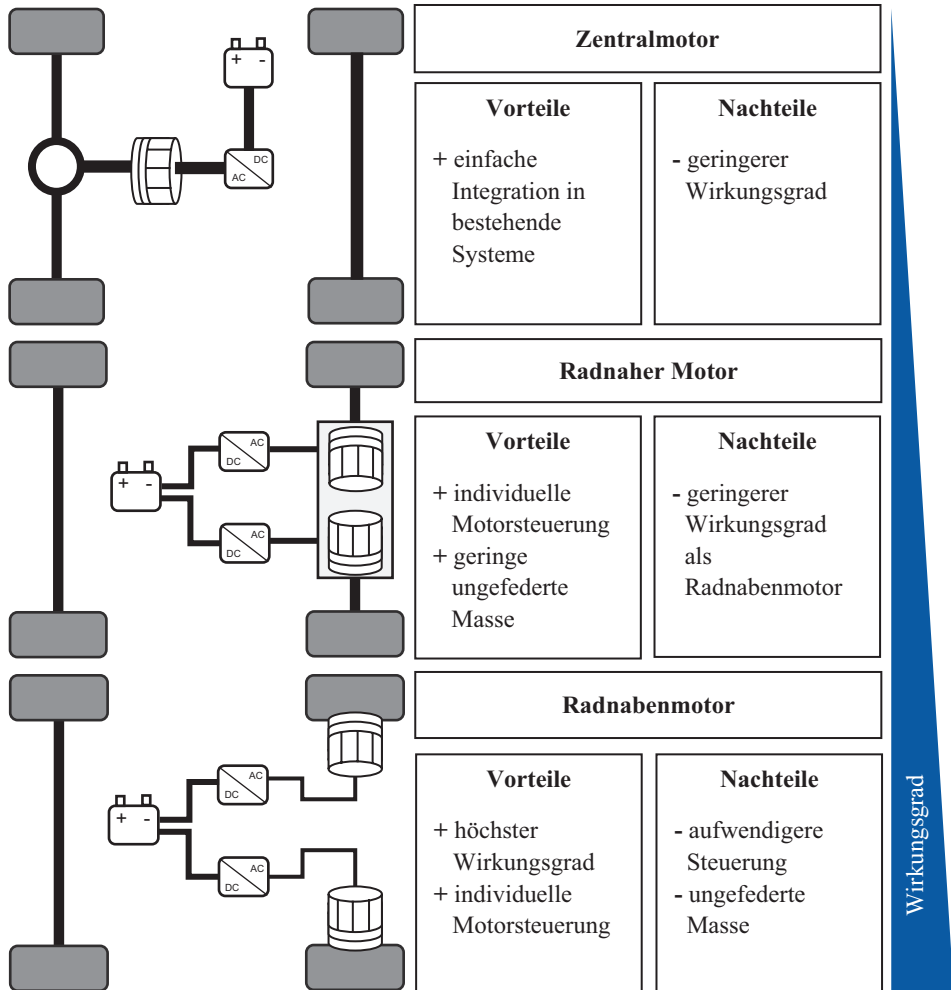 Zentralmotor
+ -
DC
AC
Vorteile
+ einfache
Integration in
bestehende
Systeme
Nachteile
- geringerer
Wirkungsgrad
Radnaher Motor
AC
DC
+ -
AC
DC
Vorteile
+ individuelle
Motorsteuerung
+ geringe
ungefederte
Masse
Nachteile
- geringerer
Wirkungsgrad
als
Radnabenmotor
Radnabenmotor
AC
DC
+ -
AC
DC
Vorteile
+ höchster
Wirkungsgrad
+ individuelle
Motorsteuerung
Nachteile
- aufwendigere
Steuerung
- ungefederte
Masse
Wirkungsgrad